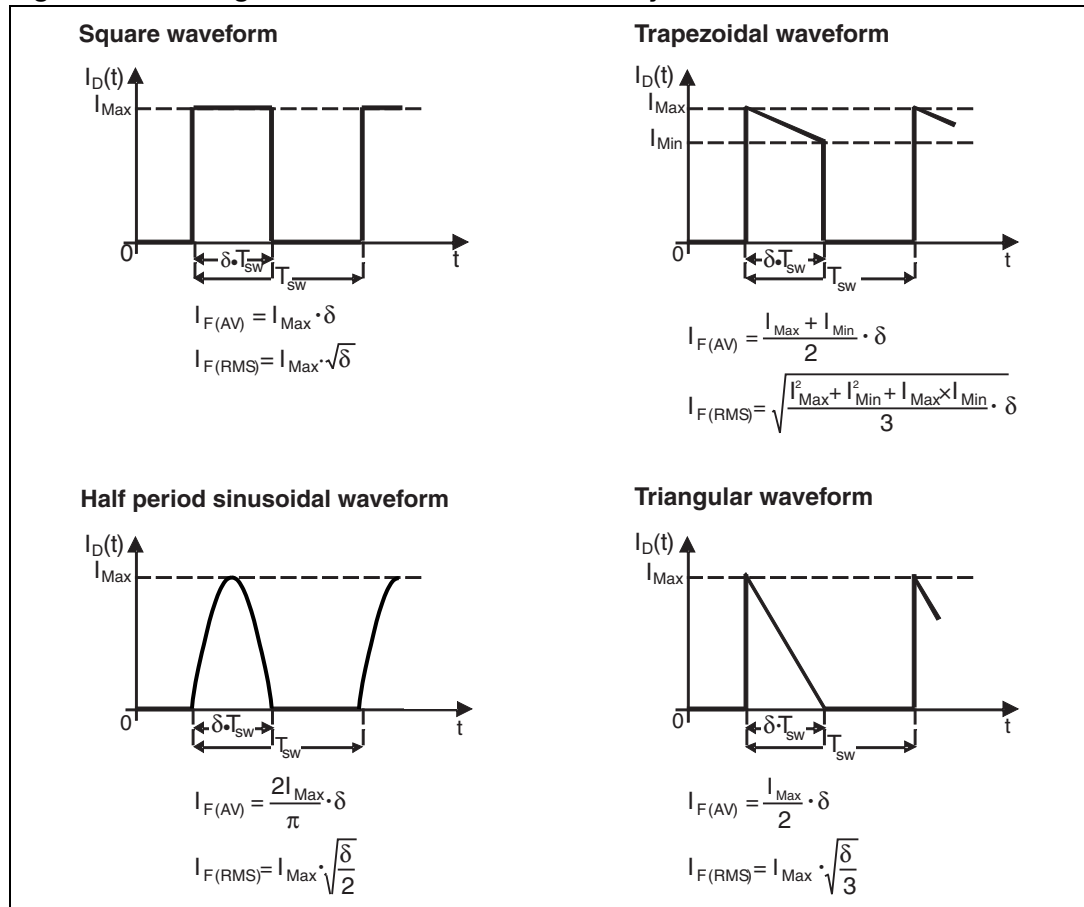 Square waveform
I_D(t)
I_Max
0
δ•T_sw
T_sw
t
I_F(AV) = I_Max · δ
I_F(RMS) = I_Max · √δ
Trapezoidal waveform
I_D(t)
I_Max
I_Min
0
δ•T_sw
T_sw
t
I_F(AV) = (I_Max + I_Min)/2 · δ
I_F(RMS) = √((I²_Max + I²_Min + I_Max×I_Min)/3 · δ)
Half period sinusoidal waveform
I_D(t)
I_Max
0
δ•T_sw
T_sw
t
I_F(AV) = 2I_Max/π · δ
I_F(RMS) = I_Max · √(δ/2)
Triangular waveform
I_D(t)
I_Max
0
δ·T_sw
T_sw
t
I_F(AV) = I_Max/2 · δ
I_F(RMS) = I_Max · √(δ/3)